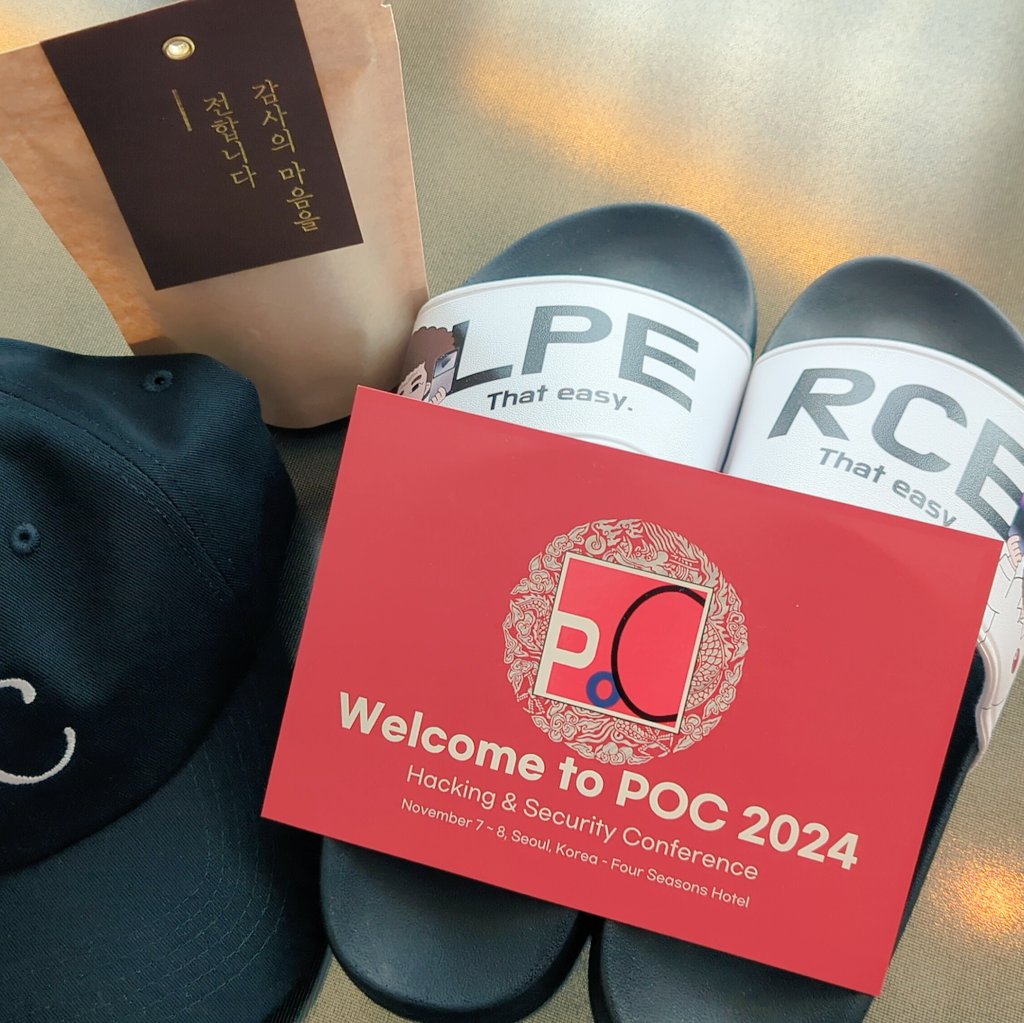 감사의 마음을
전합니다
LPE
That easy.
RCE
That easy
PoC
Welcome to POC 2024
Hacking & Security Conference
November 7 ~ 8, Seoul, Korea - Four Seasons Hotel
C